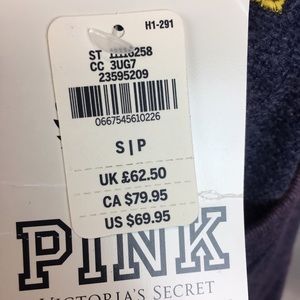 H1-291
ST 11116258
CC 3UG7
23595209
0667545610226
S|P
UK £62.50
CA $79.95
US $69.95
PINK
VICTORIA'S SECRET